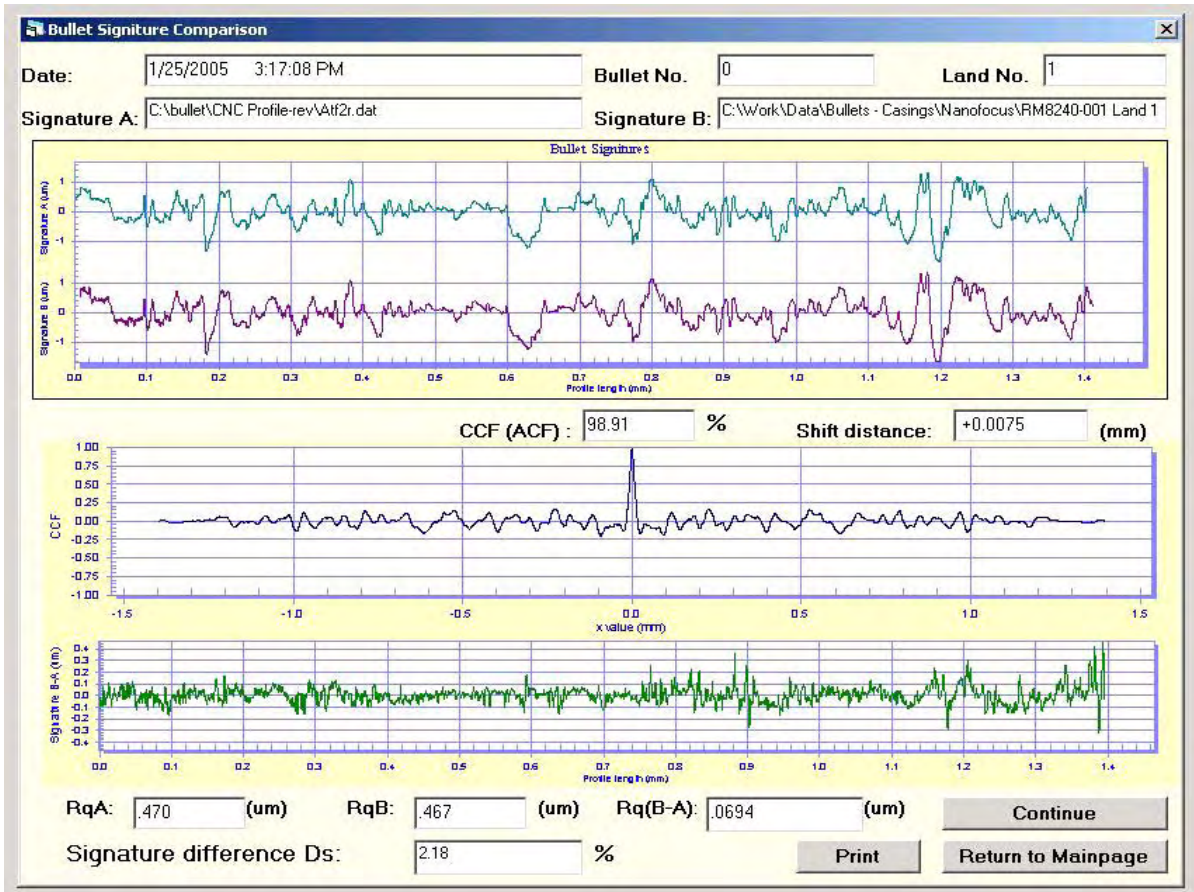 Bullet Signiture Comparison
Date: 1/25/2005 3:17:08 PM Bullet No. 0 Land No. 1
Signature A: C:\bullet\CNC Profile-rev\Atf2r.dat Signature B: C:\Work\Data\Bullets - Casings\Nanofocus\RM8240-001 Land 1
Bullet Signitures
Signature A (um)
1
0
-1
Signature B (um)
1
0
-1
0.0 0.1 0.2 0.3 0.4 0.5 0.6 0.7 0.8 0.9 1.0 1.1 1.2 1.3 1.4
Profile length (mm)
CCF (ACF) : 98.91 % Shift distance: +0.0075 (mm)
CCF
1.00
0.75
0.50
0.25
0.00
-0.25
-0.50
-0.75
-1.00
-1.5 -1.0 -0.5 0.0 0.5 1.0 1.5
x value (mm)
Signature B-A (um)
0.4
0.3
0.2
0.1
0.0
-0.1
-0.2
-0.3
-0.4
0.0 0.1 0.2 0.3 0.4 0.5 0.6 0.7 0.8 0.9 1.0 1.1 1.2 1.3 1.4
Profile length (mm)
RqA: .470 (um) RqB: .467 (um) Rq(B-A): .0694 (um) Continue
Signature difference Ds: 2.18 % Print Return to Mainpage